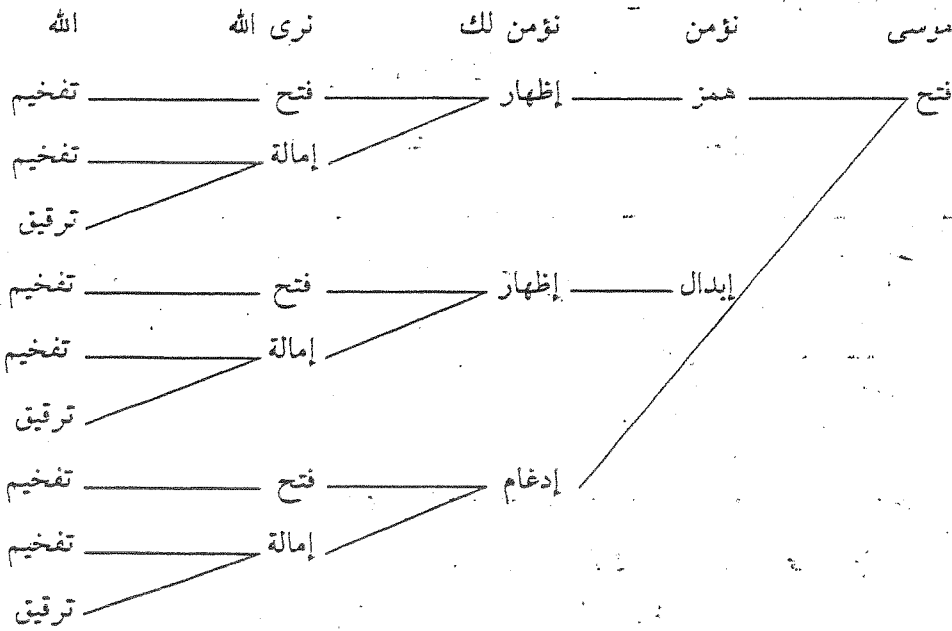 موسى نؤمن نؤمن لك نرى الله الله
فتح همز إظهار فتح تفخيم
إمالة تفخيم
ترقيق
إبدال إظهار فتح تفخيم
إمالة تفخيم
ترقيق
إدغام فتح تفخيم
إمالة تفخيم
ترقيق